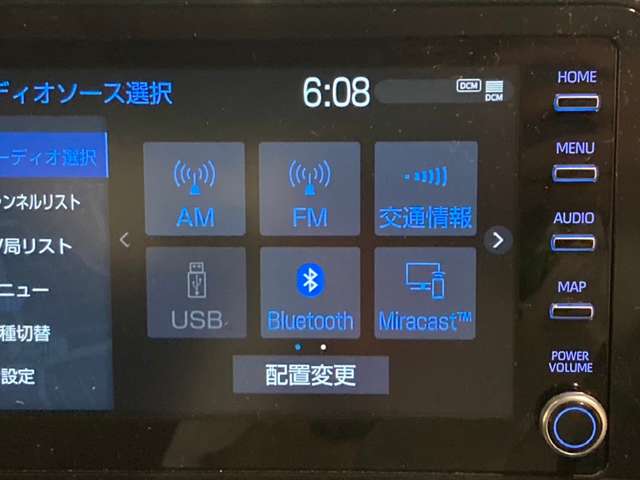 ディオソース選択
6:08
DCM
DCM
HOME
ーディオ選択
AM
FM
交通情報
MENU
ンネルリスト
局リスト
AUDIO
ニュー
USB
Bluetooth
Miracast™
MAP
種切替
設定
配置変更
POWER
VOLUME